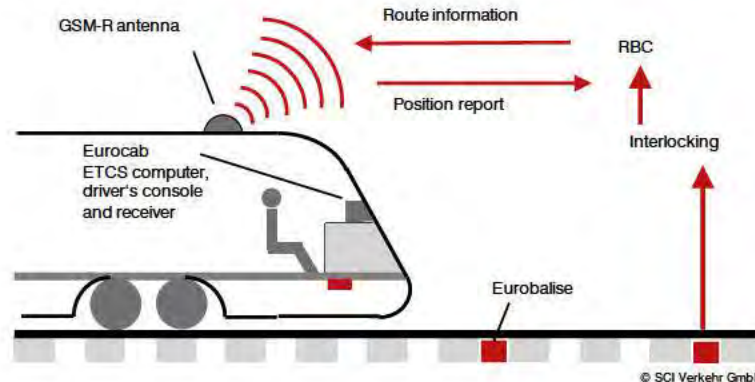 GSM-R antenna
Route information
RBC
Position report
Interlocking
Eurocab
ETCS computer,
driver's console
and receiver
Eurobalise
© SCI Verkehr GmbH